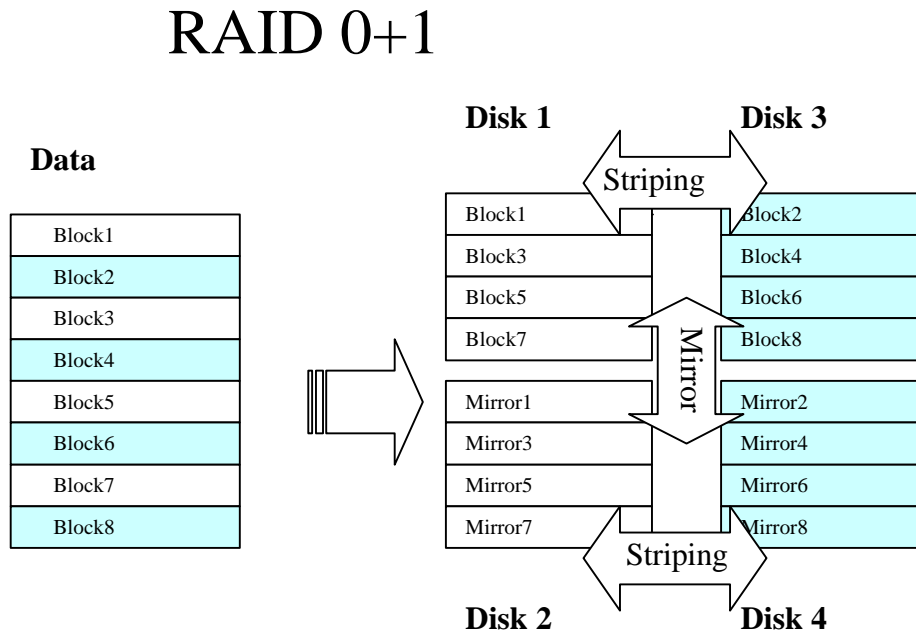 RAID 0+1
Data
Block1
Block2
Block3
Block4
Block5
Block6
Block7
Block8
Disk 1
Disk 3
Striping
Block1
Block3
Block5
Block7
Block2
Block4
Block6
Block8
Mirror
Mirror1
Mirror3
Mirror5
Mirror7
Mirror2
Mirror4
Mirror6
Mirror8
Striping
Disk 2
Disk 4